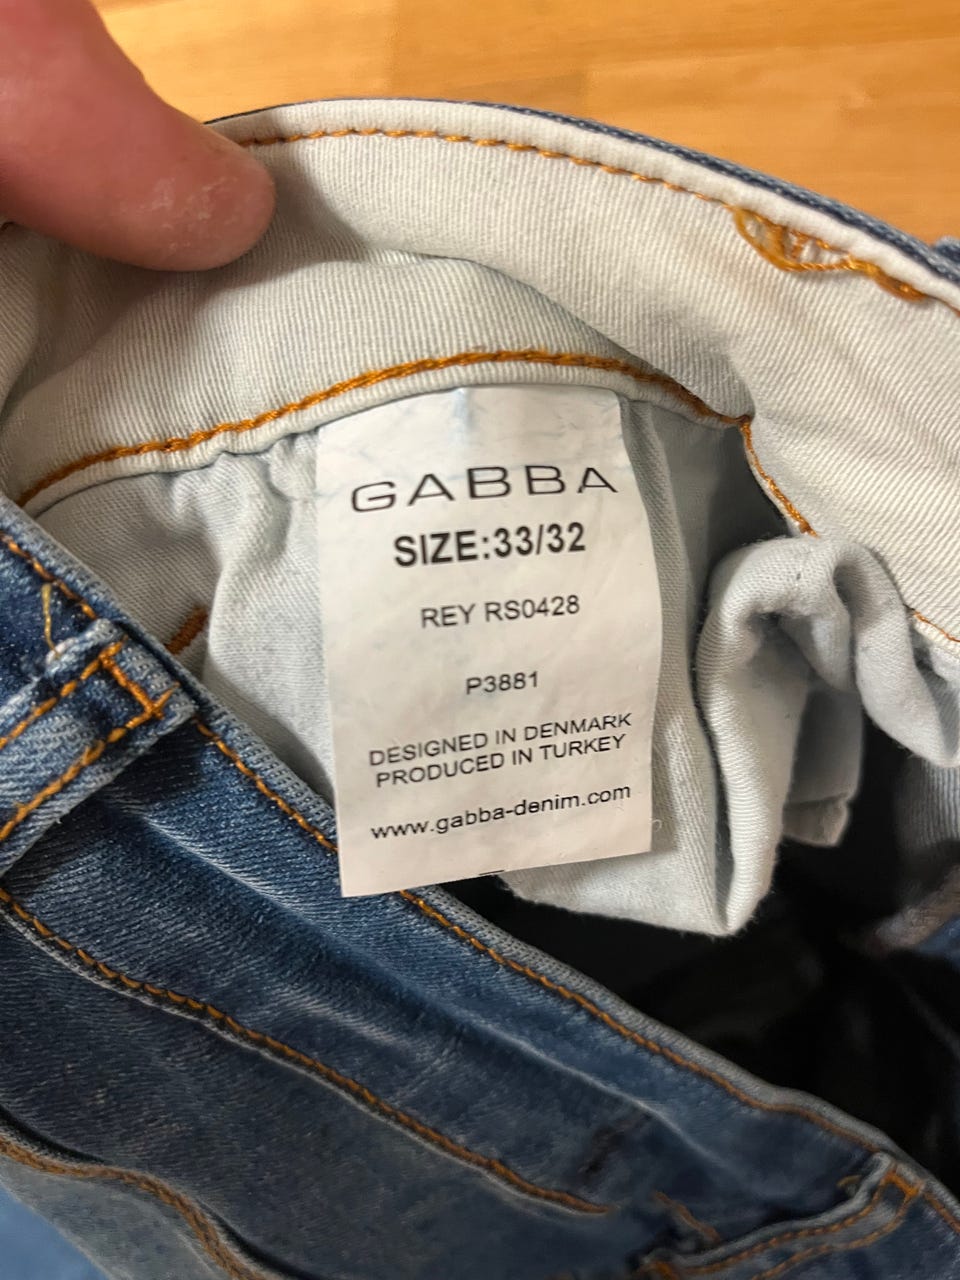 GABBA
SIZE:33/32
REY RS0428
P3881
DESIGNED IN DENMARK
PRODUCED IN TURKEY
www.gabba-denim.com